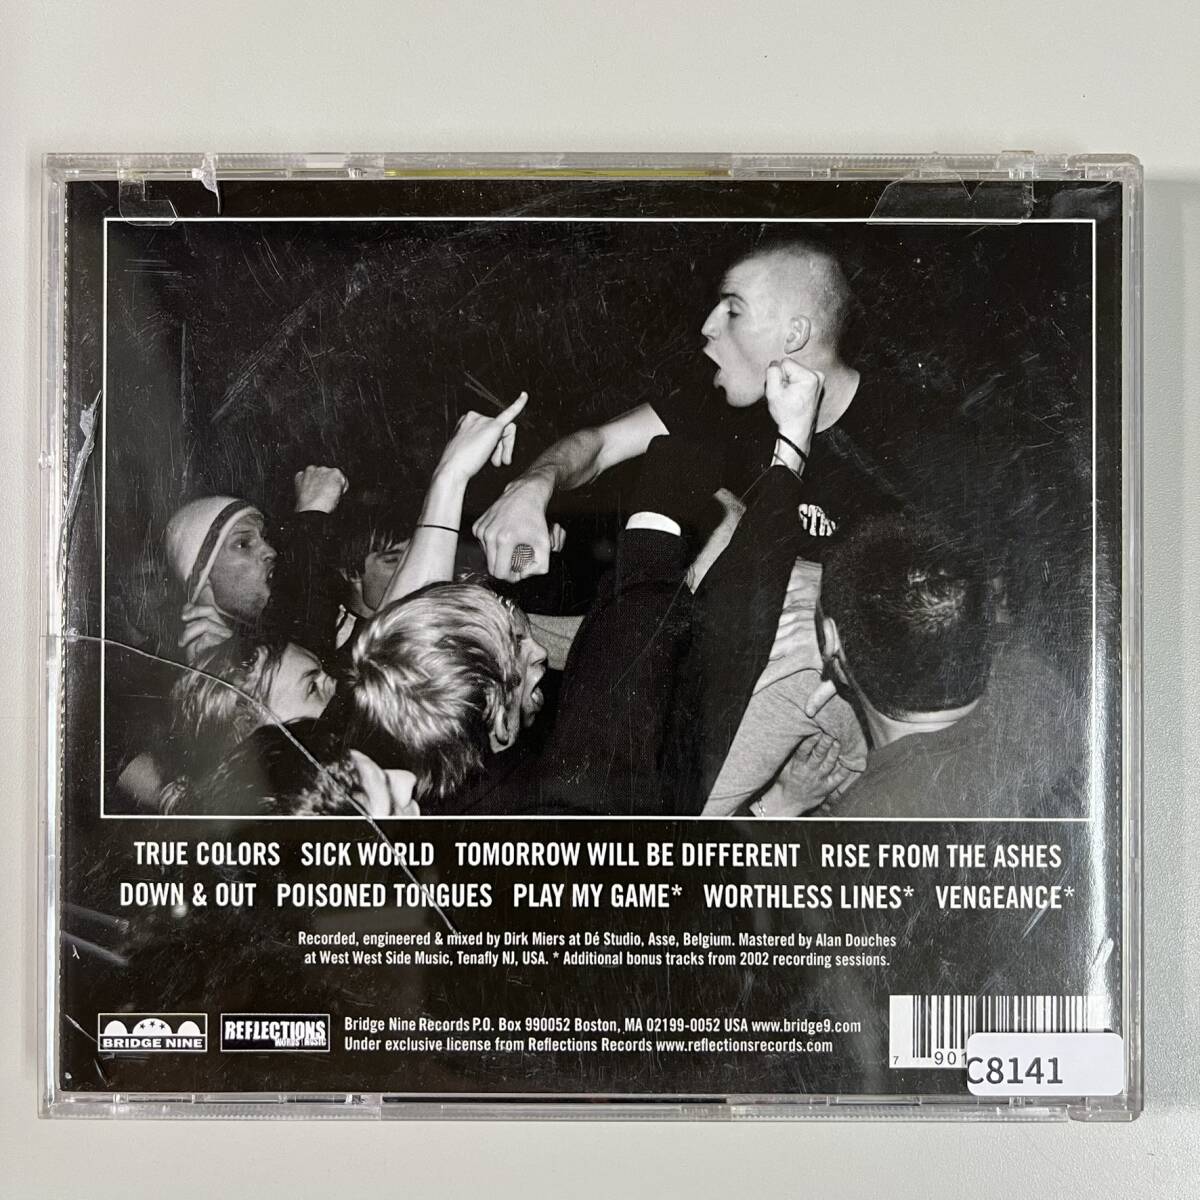 TRUE COLORS SICK WORLD TOMORROW WILL BE DIFFERENT RISE FROM THE ASHES
DOWN & OUT POISONED TONGUES PLAY MY GAME* WORTHLESS LINES* VENGEANCE*
Recorded, engineered & mixed by Dirk Miers at Dé Studio, Asse, Belgium. Mastered by Alan Douches
at West West Side Music, Tenafly NJ, USA. * Additional bonus tracks from 2002 recording sessions.
BRIDGE NINE
REFLECTIONS
WORDS | MUSIC
Bridge Nine Records P.O. Box 990052 Boston, MA 02199-0052 USA www.bridge9.com
Under exclusive license from Reflections Records www.reflectionsrecords.com
7 901
C8141